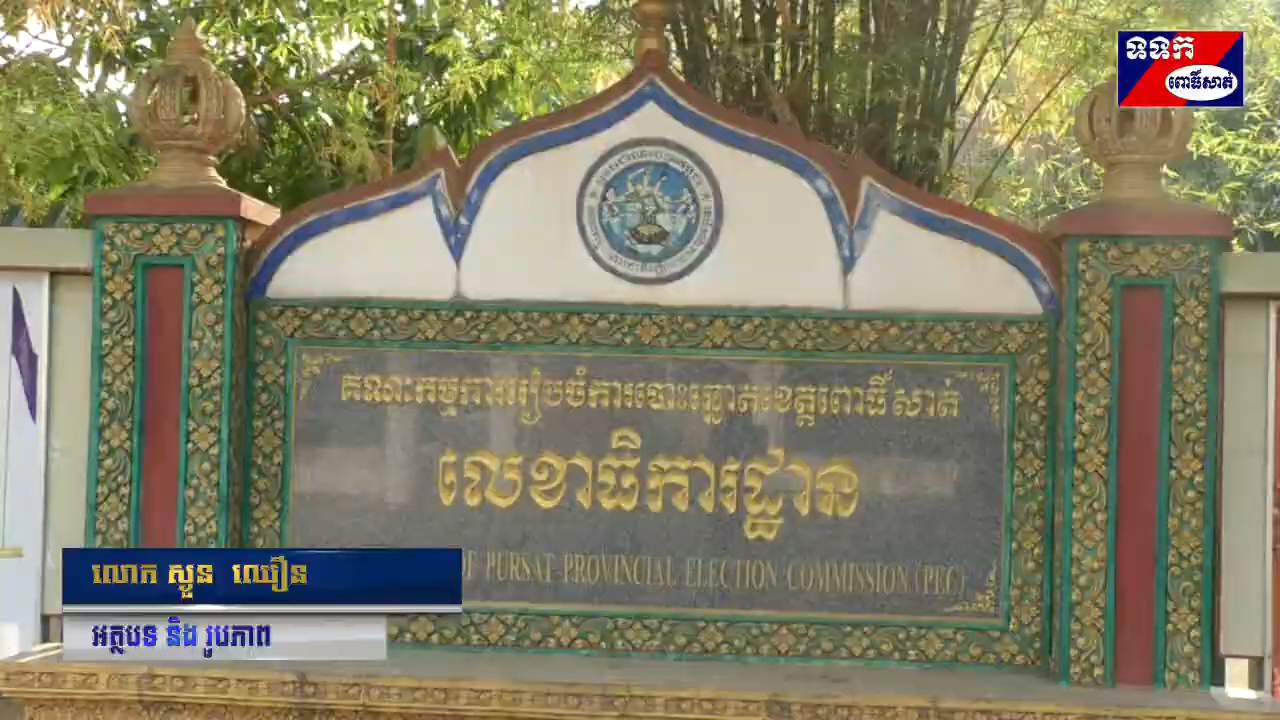 ទទក
ពោធិ៍សាត់
គណៈកម្មការរៀបចំការបោះឆ្នោតខេត្តពោធិ៍សាត់
លេខាធិការដ្ឋាន
OF PURSAT PROVINCIAL ELECTION COMMISSION (PEC)
លោក ស្ងួន ឈឿន
អត្ថបទ និង រូបភាព